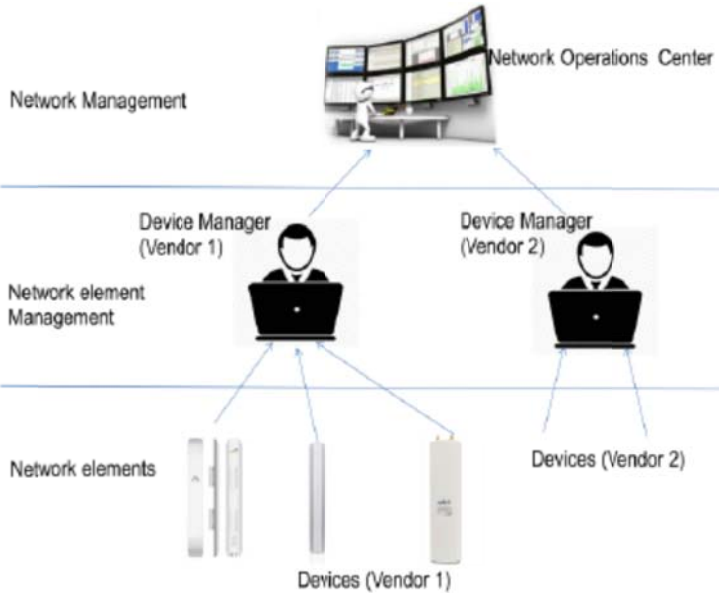 Network Operations Center
Network Management
Device Manager
(Vendor 1)
Device Manager
(Vendor 2)
Network element
Management
Network elements
Devices (Vendor 2)
Devices (Vendor 1)